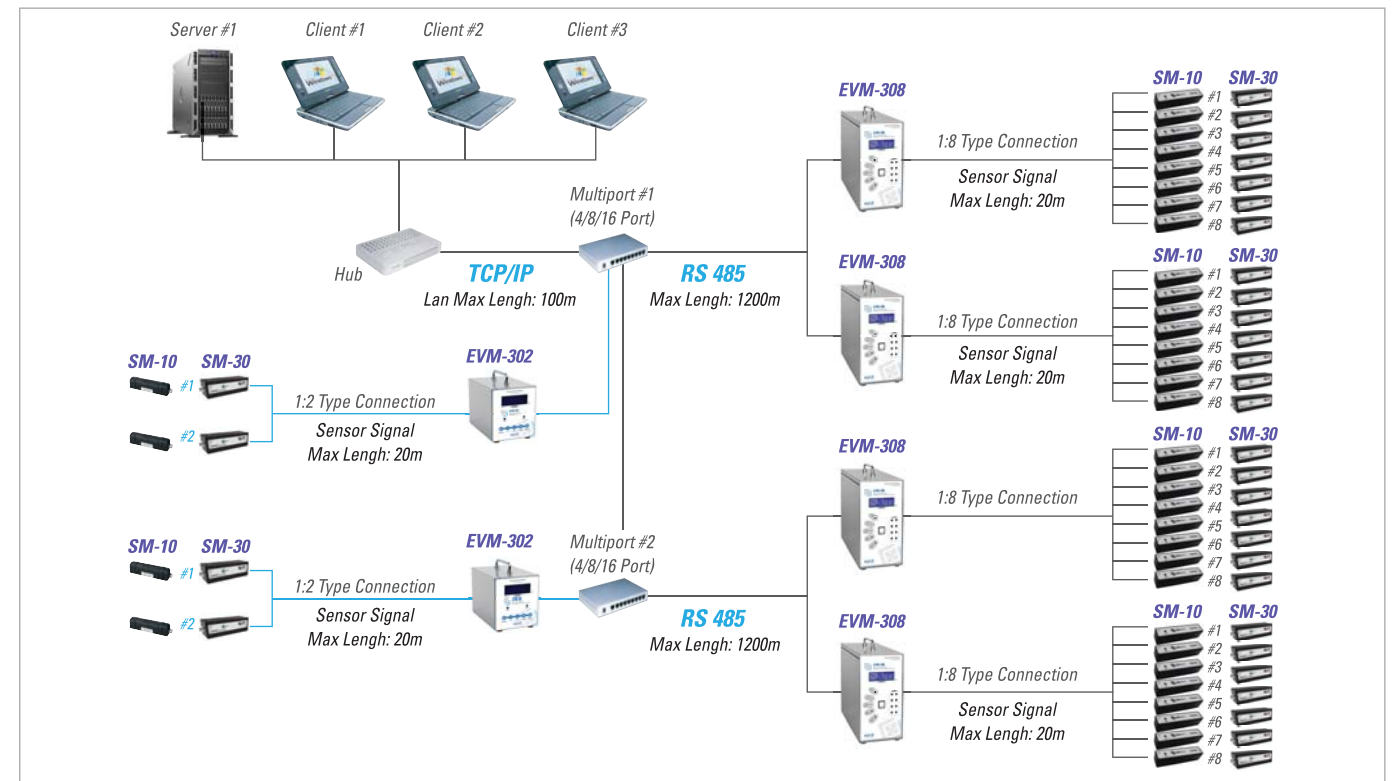 Server #1
Client #1
Client #2
Client #3
Hub
TCP/IP
Lan Max Lengh: 100m
Multiport #1
(4/8/16 Port)
RS 485
Max Lengh: 1200m
EVM-308
1:8 Type Connection
Sensor Signal
Max Lengh: 20m
SM-10 SM-30
#1
#2
#3
#4
#5
#6
#7
#8
EVM-308
1:8 Type Connection
Sensor Signal
Max Lengh: 20m
SM-10 SM-30
#1
#2
#3
#4
#5
#6
#7
#8
SM-10 SM-30
#1
#2
1:2 Type Connection
Sensor Signal
Max Lengh: 20m
EVM-302
EVM-308
1:8 Type Connection
SM-10 SM-30
#1
#2
#3
#4
#5
#6
#7
#8
SM-10 SM-30
#1
#2
1:2 Type Connection
Sensor Signal
Max Lengh: 20m
EVM-302
Multiport #2
(4/8/16 Port)
RS 485
Max Lengh: 1200m
EVM-308
1:8 Type Connection
Sensor Signal
Max Lengh: 20m
SM-10 SM-30
#1
#2
#3
#4
#5
#6
#7
#8